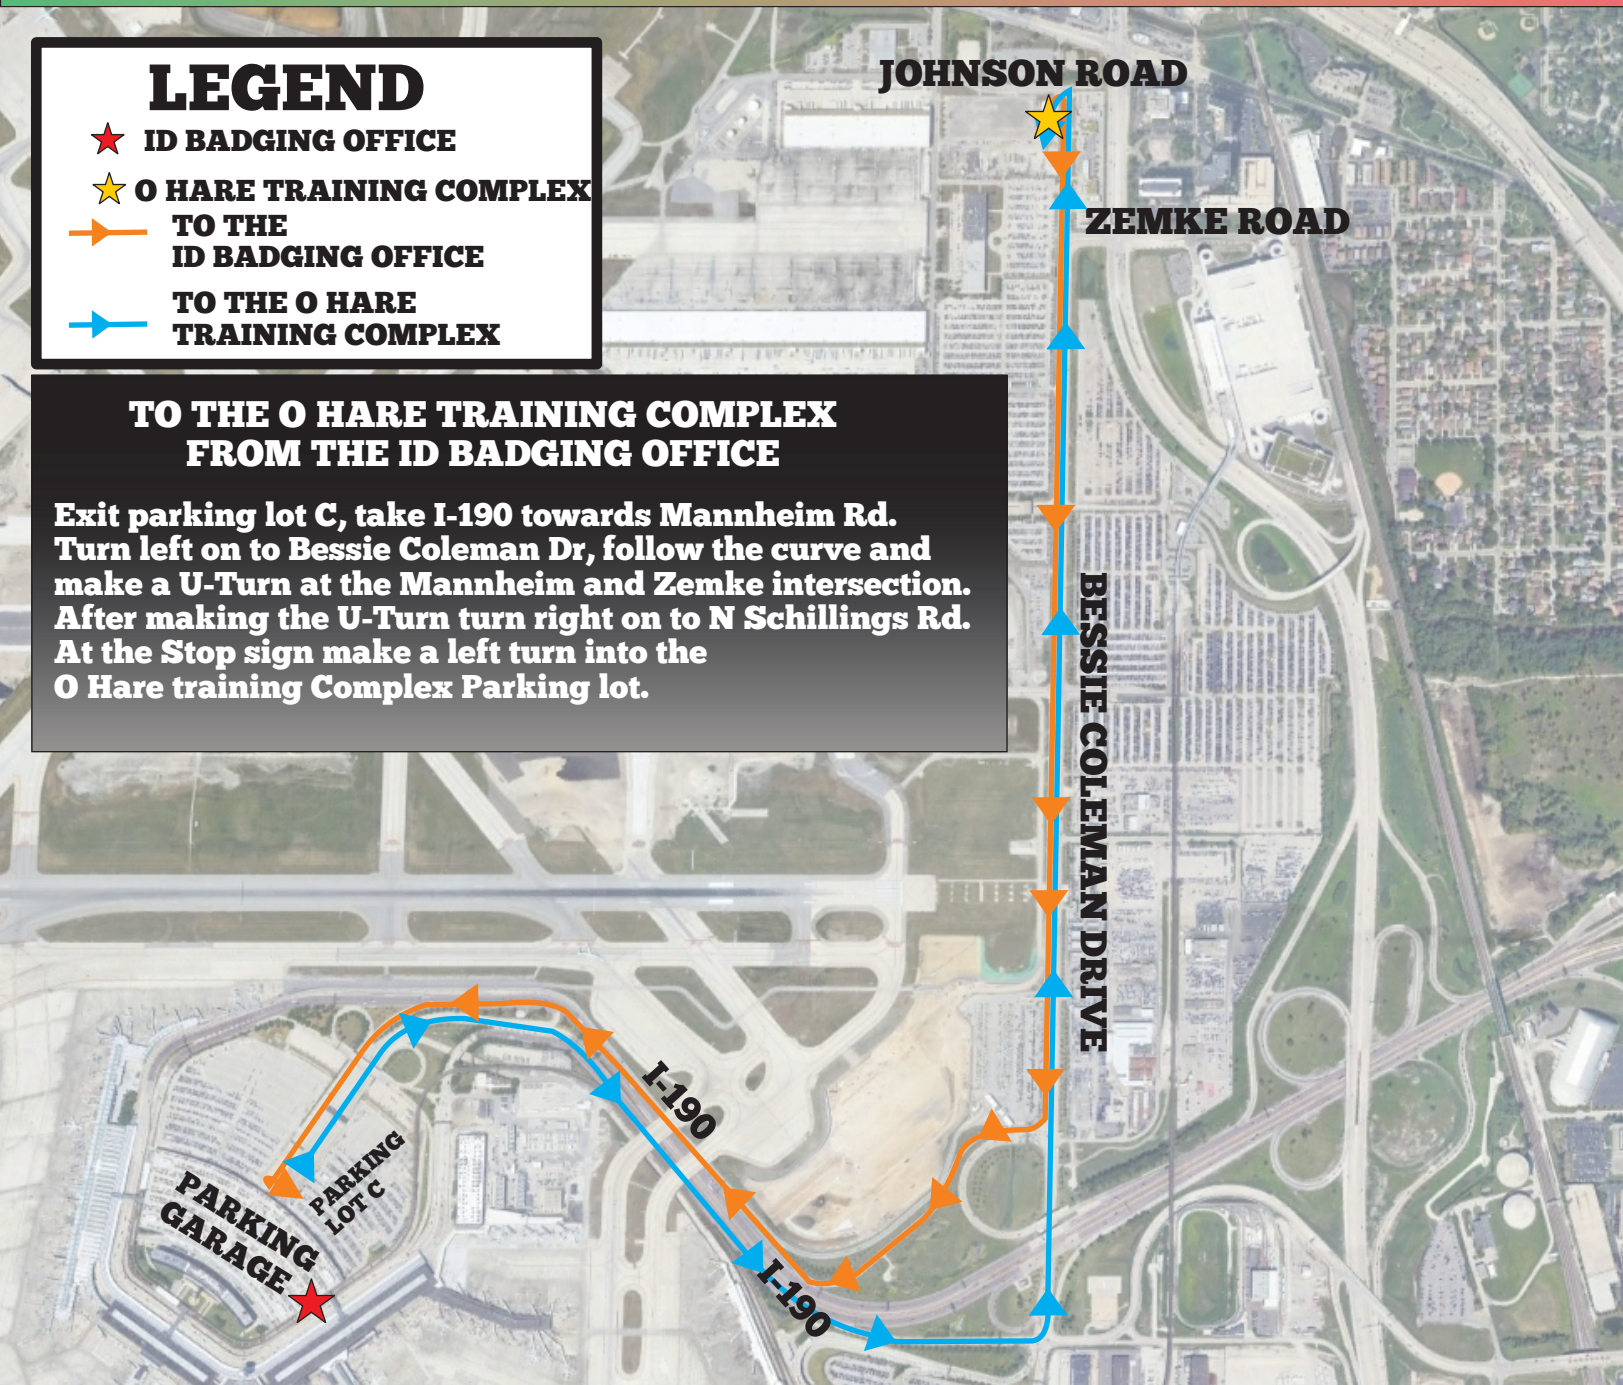 LEGEND
ID BADGING OFFICE
O HARE TRAINING COMPLEX
TO THE
ID BADGING OFFICE
TO THE O HARE
TRAINING COMPLEX
TO THE O HARE TRAINING COMPLEX
FROM THE ID BADGING OFFICE
Exit parking lot C, take I-190 towards Mannheim Rd.
Turn left on to Bessie Coleman Dr, follow the curve and
make a U-Turn at the Mannheim and Zemke intersection.
After making the U-Turn turn right on to N Schillings Rd.
At the Stop sign make a left turn into the
O Hare training Complex Parking lot.
JOHNSON ROAD
ZEMKE ROAD
BESSIE COLEMAN DRIVE
I-190
I-190
PARKING
LOT C
PARKING
GARAGE